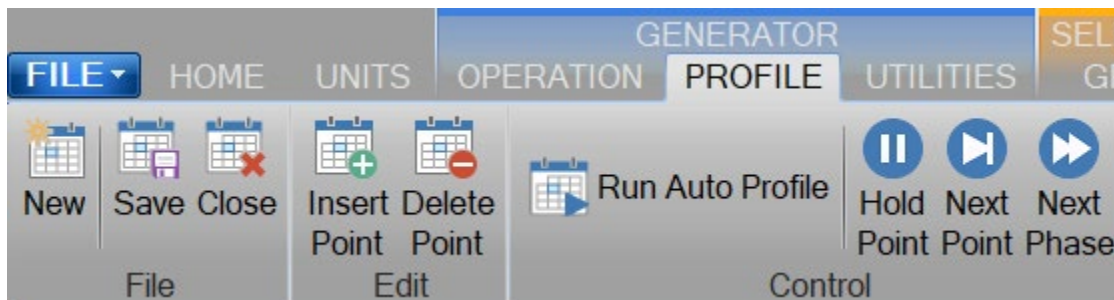 GENERATOR SEL
FILE HOME UNITS OPERATION PROFILE UTILITIES G
New Save Close Insert Point Delete Point Run Auto Profile Hold Point Next Point Next Phase
File Edit Control